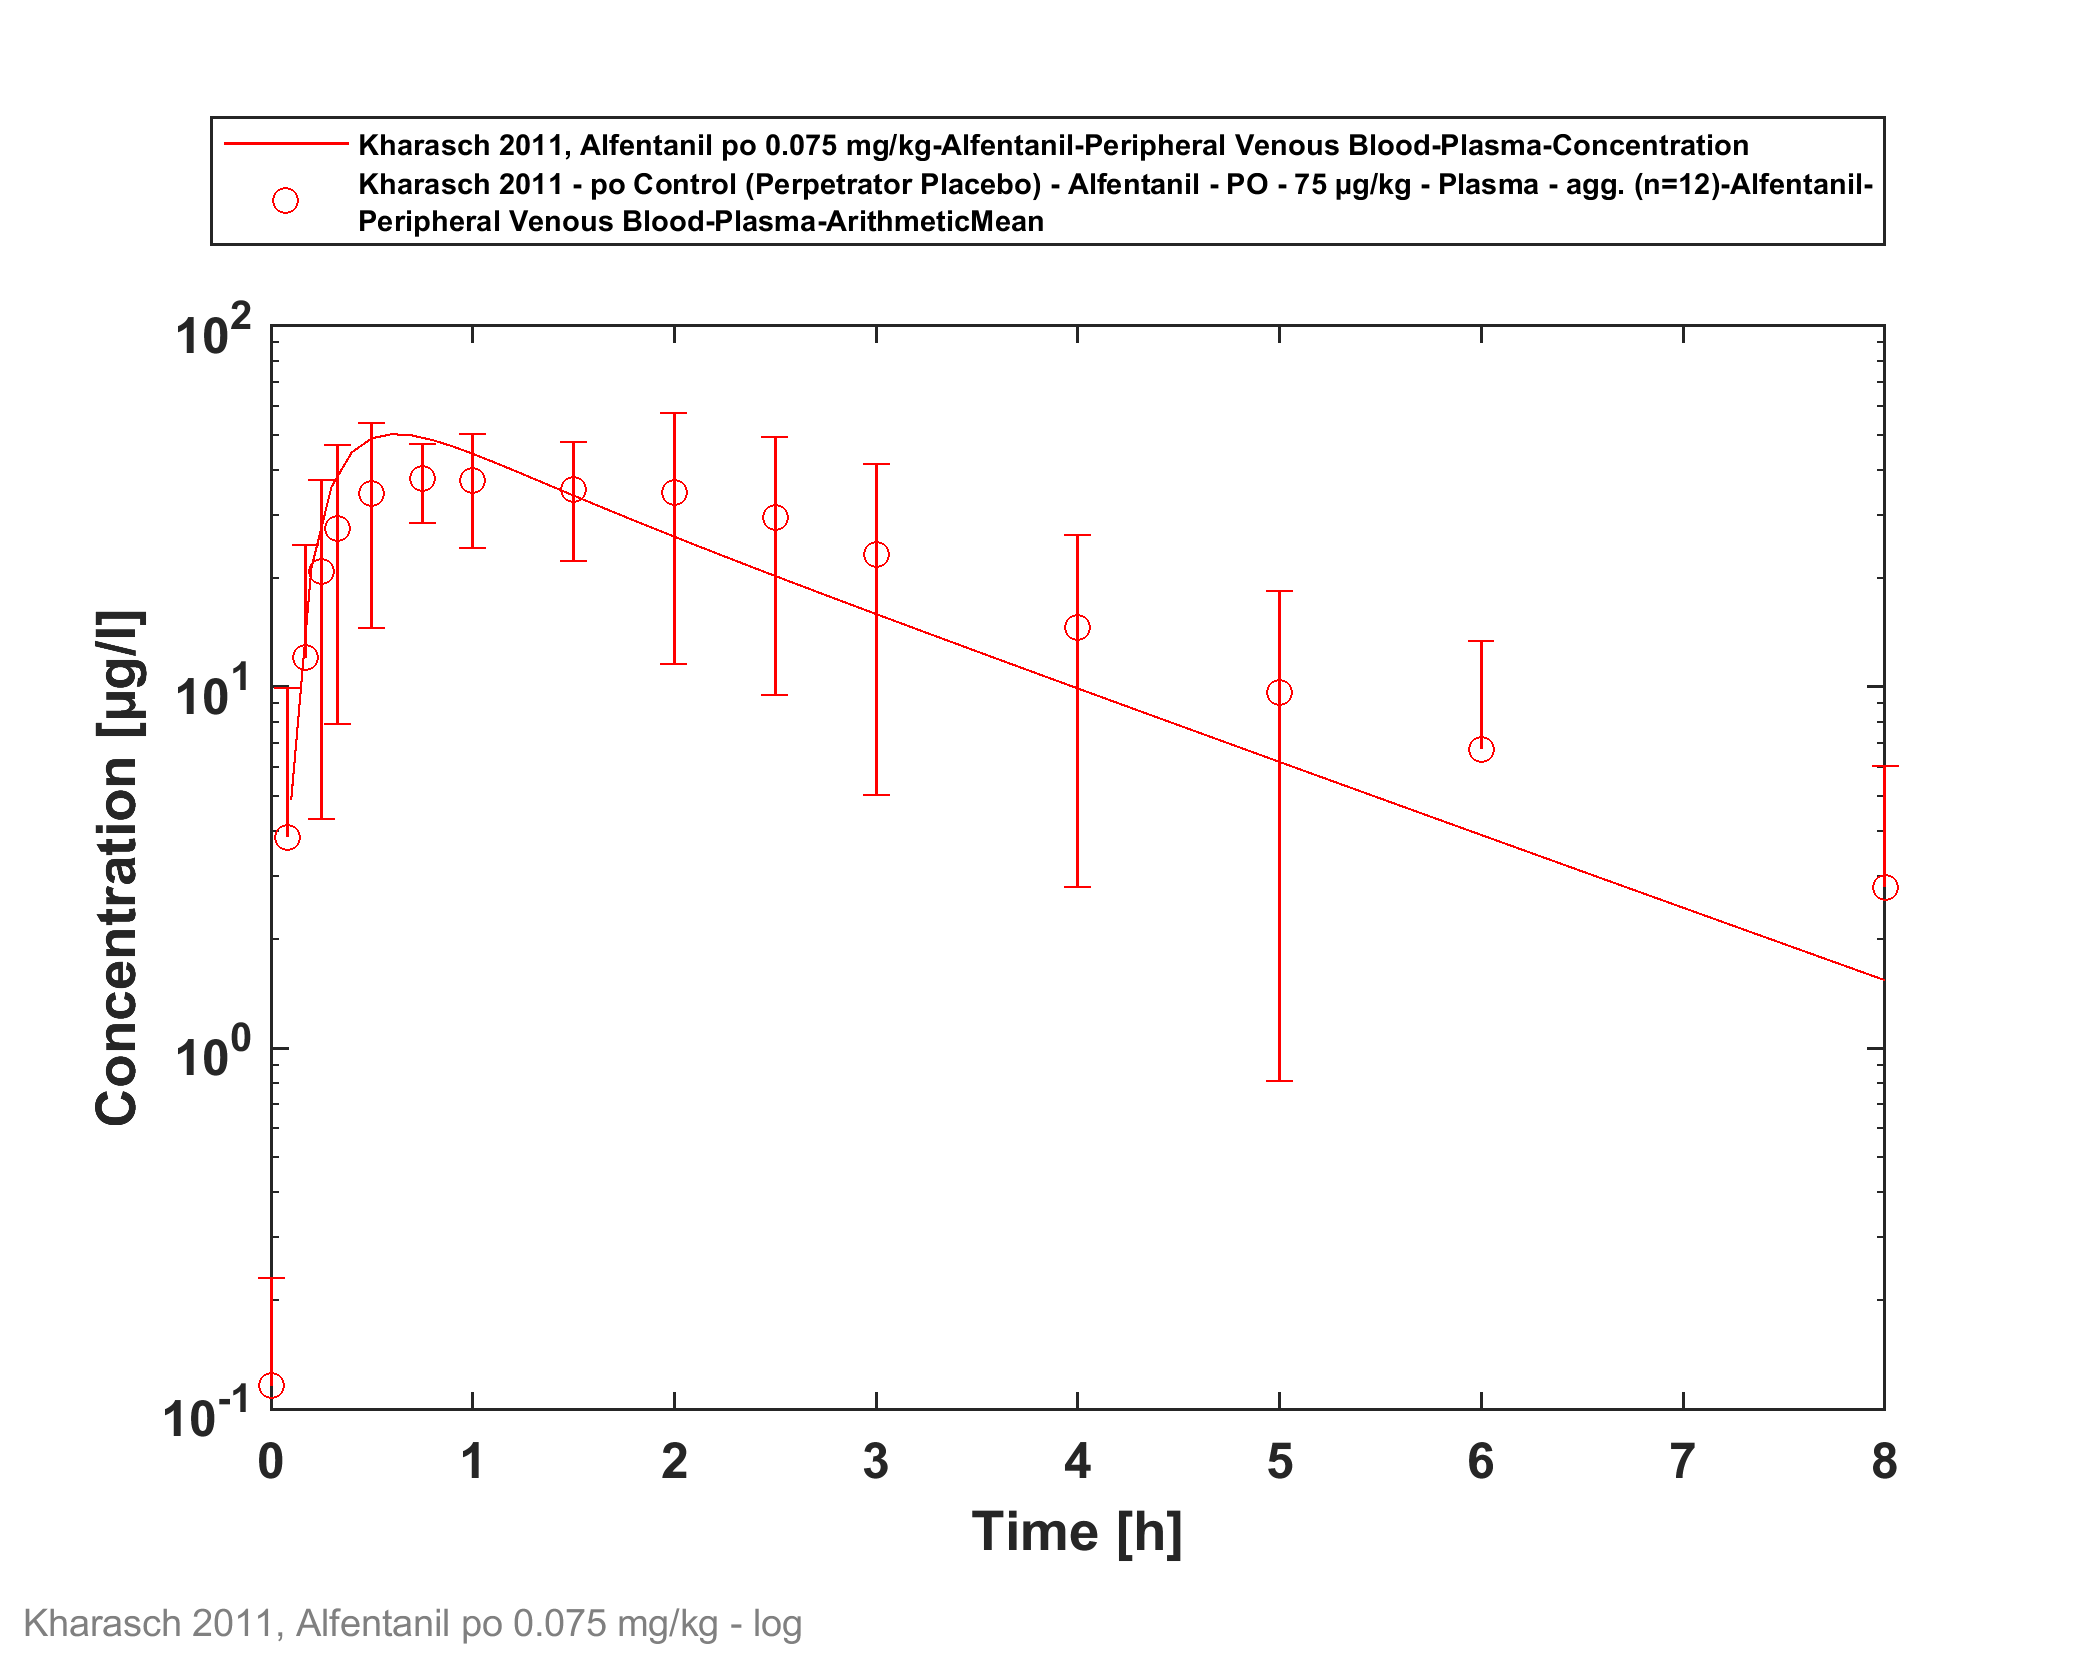 Kharasch 2011, Alfentanil po 0.075 mg/kg-Alfentanil-Peripheral Venous Blood-Plasma-Concentration
Kharasch 2011 - po Control (Perpetrator Placebo) - Alfentanil - PO - 75 µg/kg - Plasma - agg. (n=12)-Alfentanil-
Peripheral Venous Blood-Plasma-ArithmeticMean
10^2
10^1
10^0
10^-1
Concentration [µg/l]
0 1 2 3 4 5 6 7 8
Time [h]
Kharasch 2011, Alfentanil po 0.075 mg/kg - log